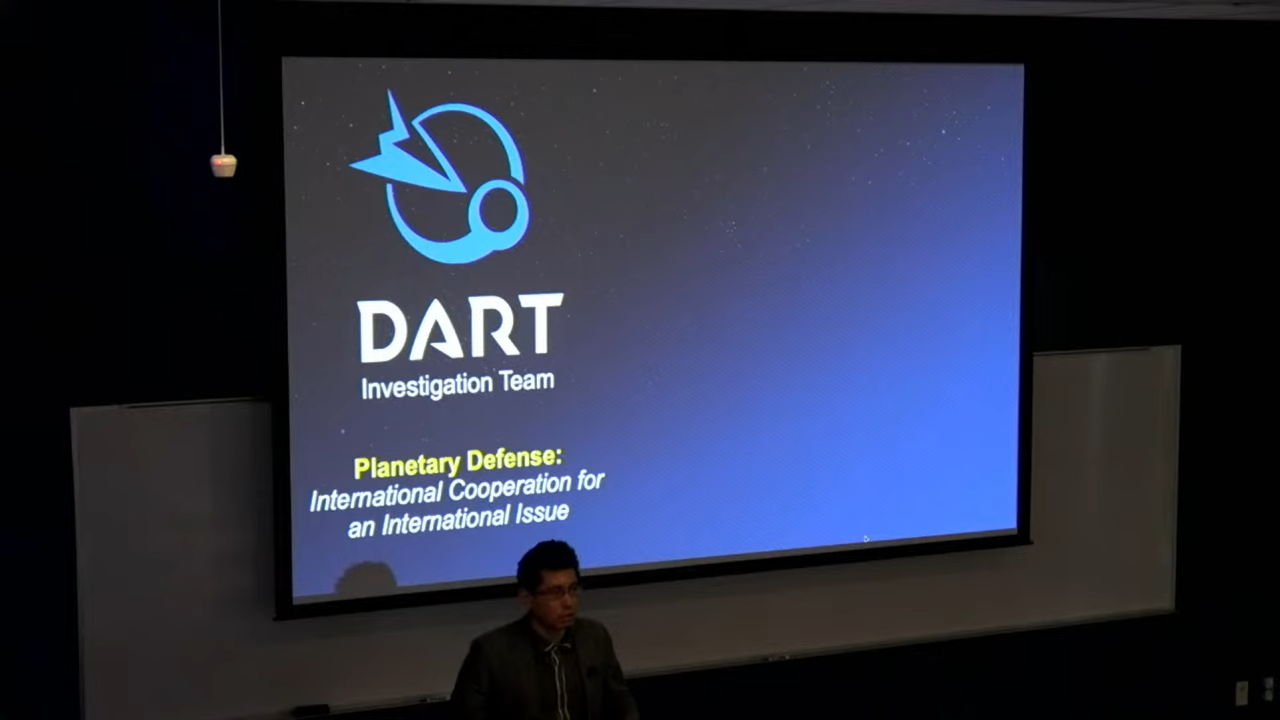 DART
Investigation Team
Planetary Defense:
International Cooperation for
an International Issue